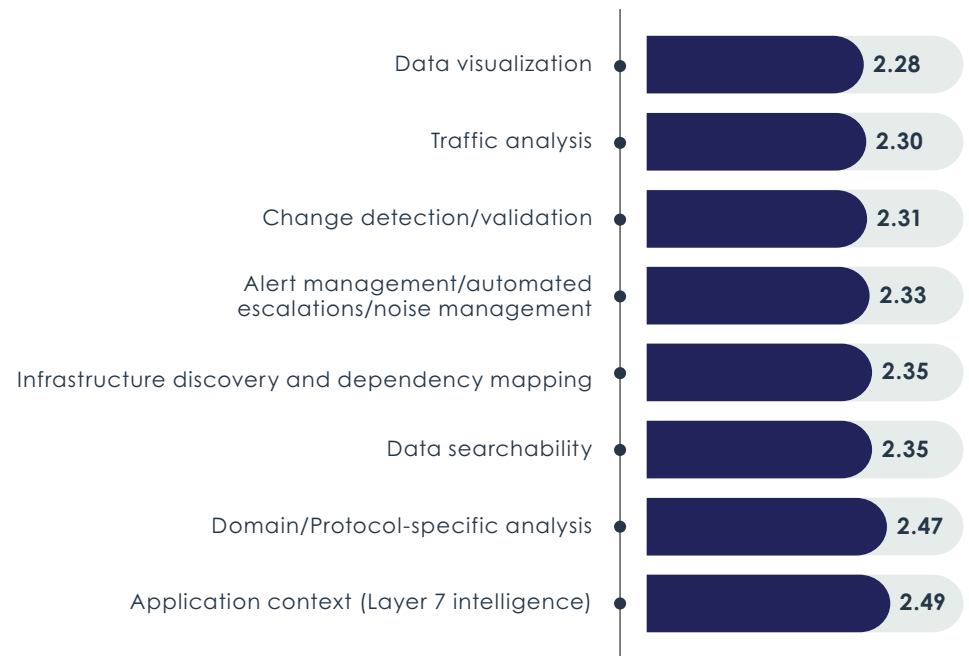 Data visualization
2.28
Traffic analysis
2.30
Change detection/validation
2.31
Alert management/automated
escalations/noise management
2.33
Infrastructure discovery and dependency mapping
2.35
Data searchability
2.35
Domain/Protocol-specific analysis
2.47
Application context (Layer 7 intelligence)
2.49